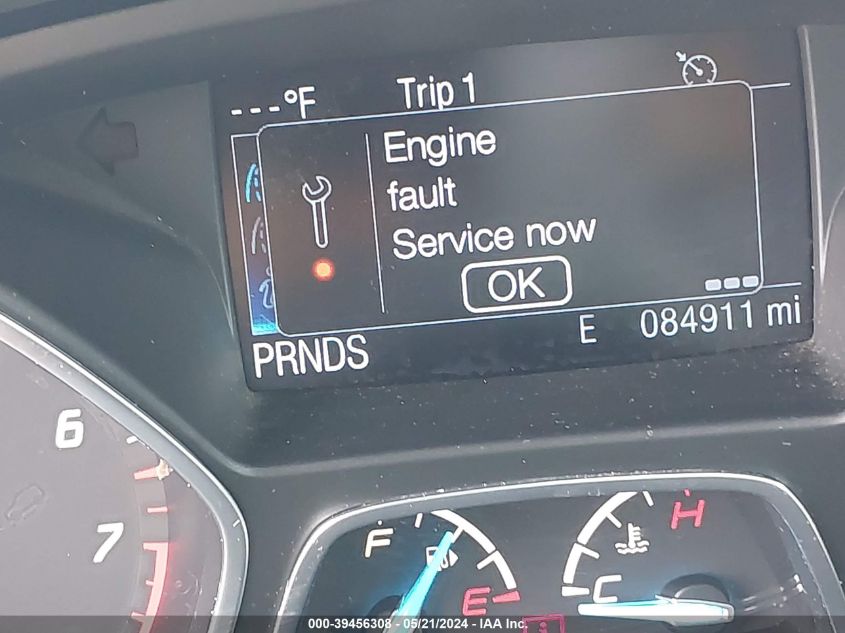 ---°F Trip 1
Engine
fault
Service now
OK
PRNDS E 084911 mi
6
7
F E
H
C
000-39456308 - 05/21/2024 - IAA Inc.